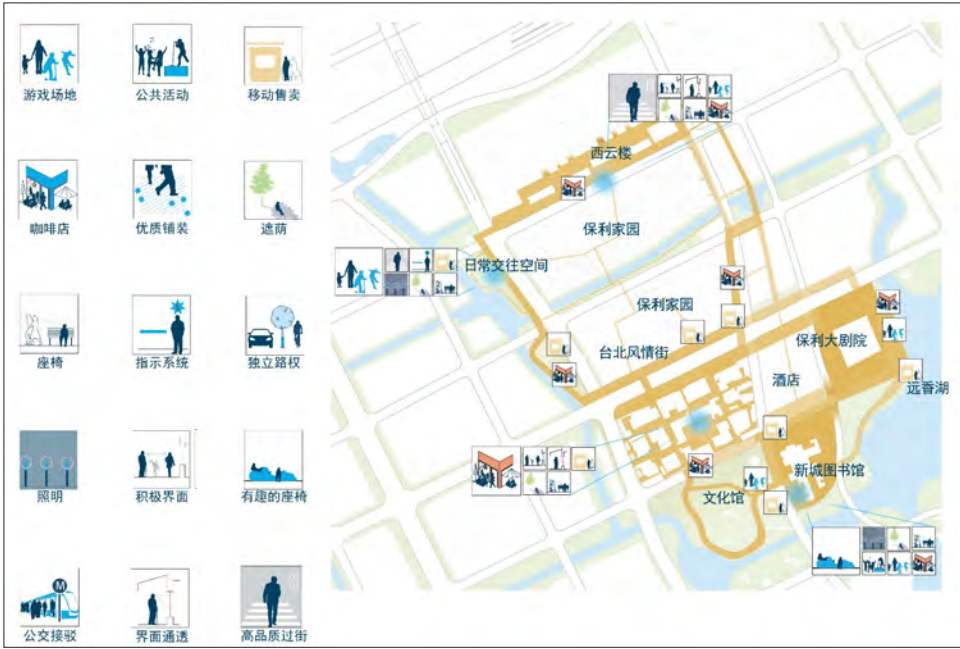 游戏场地
公共活动
移动售卖
咖啡店
优质铺装
遮荫
座椅
指示系统
独立路权
照明
积极界面
有趣的座椅
M
公交接驳
界面通透
高品质过街
西云楼
保利家园
日常交往空间
保利家园
台北风情街
保利大剧院
酒店
远香湖
新城图书馆
文化馆